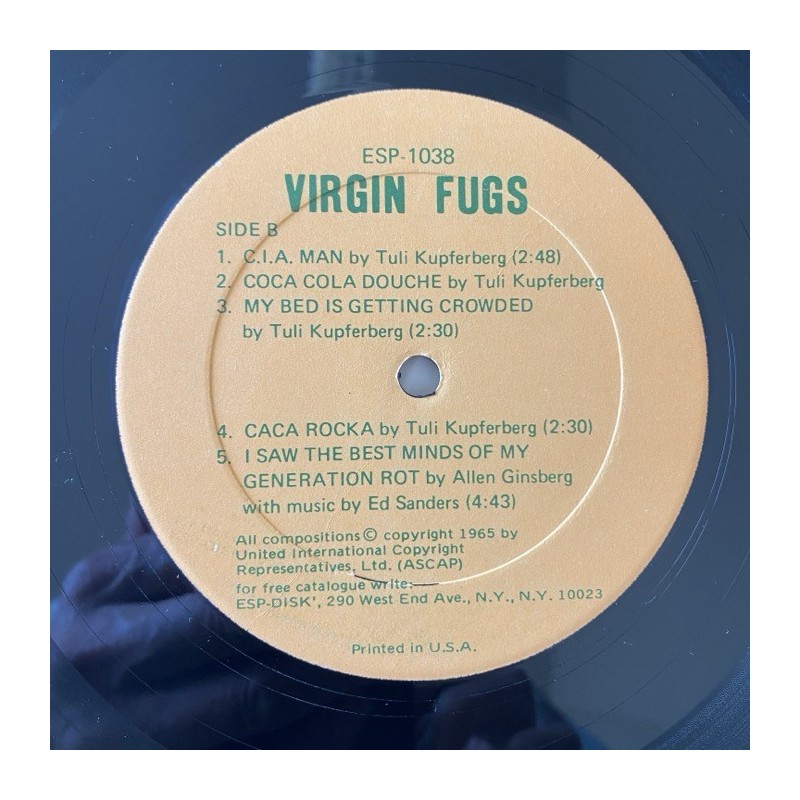 ESP-1038
VIRGIN FUGS
SIDE B
1. C.I.A. MAN by Tuli Kupferberg (2:48)
2. COCA COLA DOUCHE by Tuli Kupferberg
3. MY BED IS GETTING CROWDED
by Tuli Kupferberg (2:30)
4. CACA ROCKA by Tuli Kupferberg (2:30)
5. I SAW THE BEST MINDS OF MY
GENERATION ROT by Allen Ginsberg
with music by Ed Sanders (4:43)
All compositions © copyright 1965 by
United International Copyright
Representatives, Ltd. (ASCAP)
for free catalogue write:
ESP-DISK', 290 West End Ave., N.Y., N.Y. 10023
Printed in U.S.A.